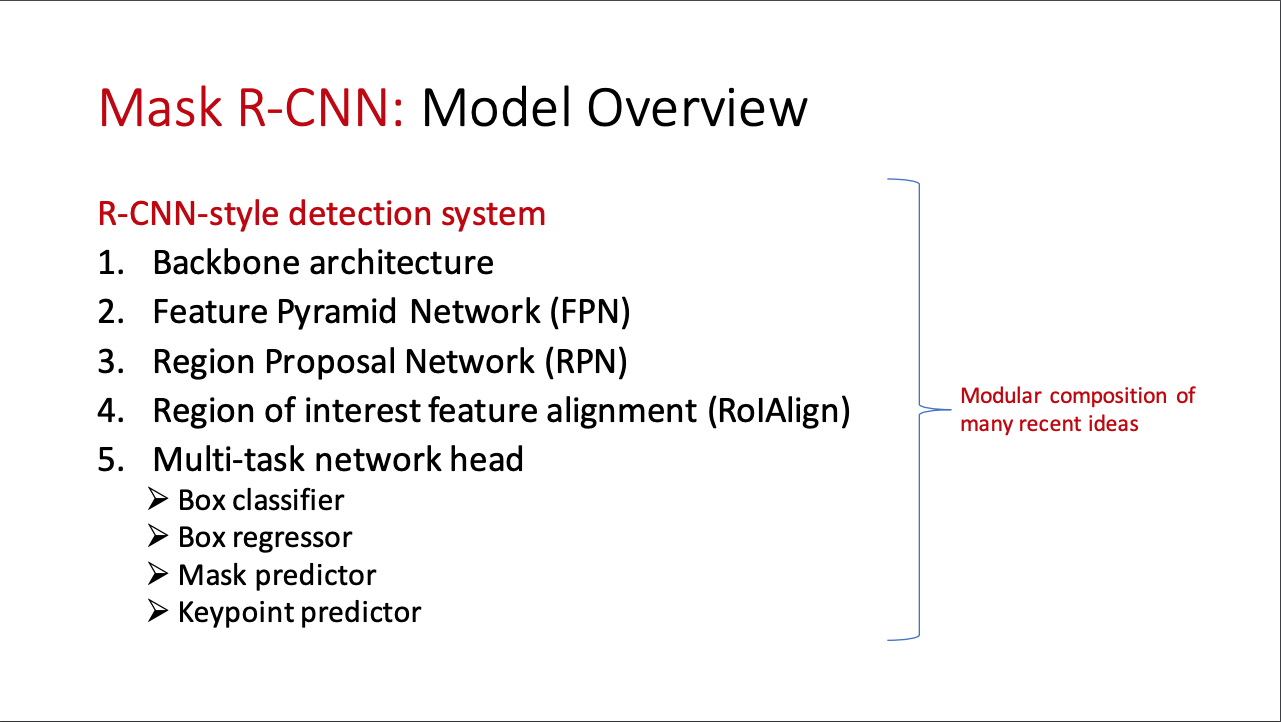 Mask R-CNN: Model Overview
R-CNN-style detection system
1. Backbone architecture
2. Feature Pyramid Network (FPN)
3. Region Proposal Network (RPN)
4. Region of interest feature alignment (RoIAlign)
5. Multi-task network head
➢ Box classifier
➢ Box regressor
➢ Mask predictor
➢ Keypoint predictor
Modular composition of
many recent ideas